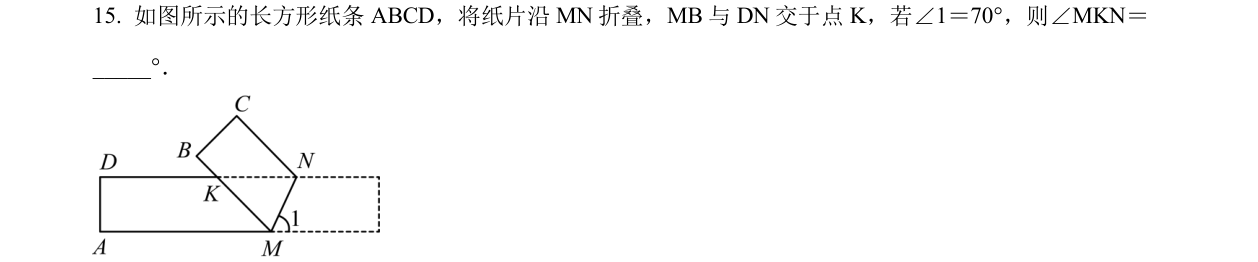 15. 如图所示的长方形纸条 ABCD，将纸片沿 MN 折叠，MB 与 DN 交于点 K，若∠1＝70°，则∠MKN＝
_____°.
C
B
D
N
K
1
A
M